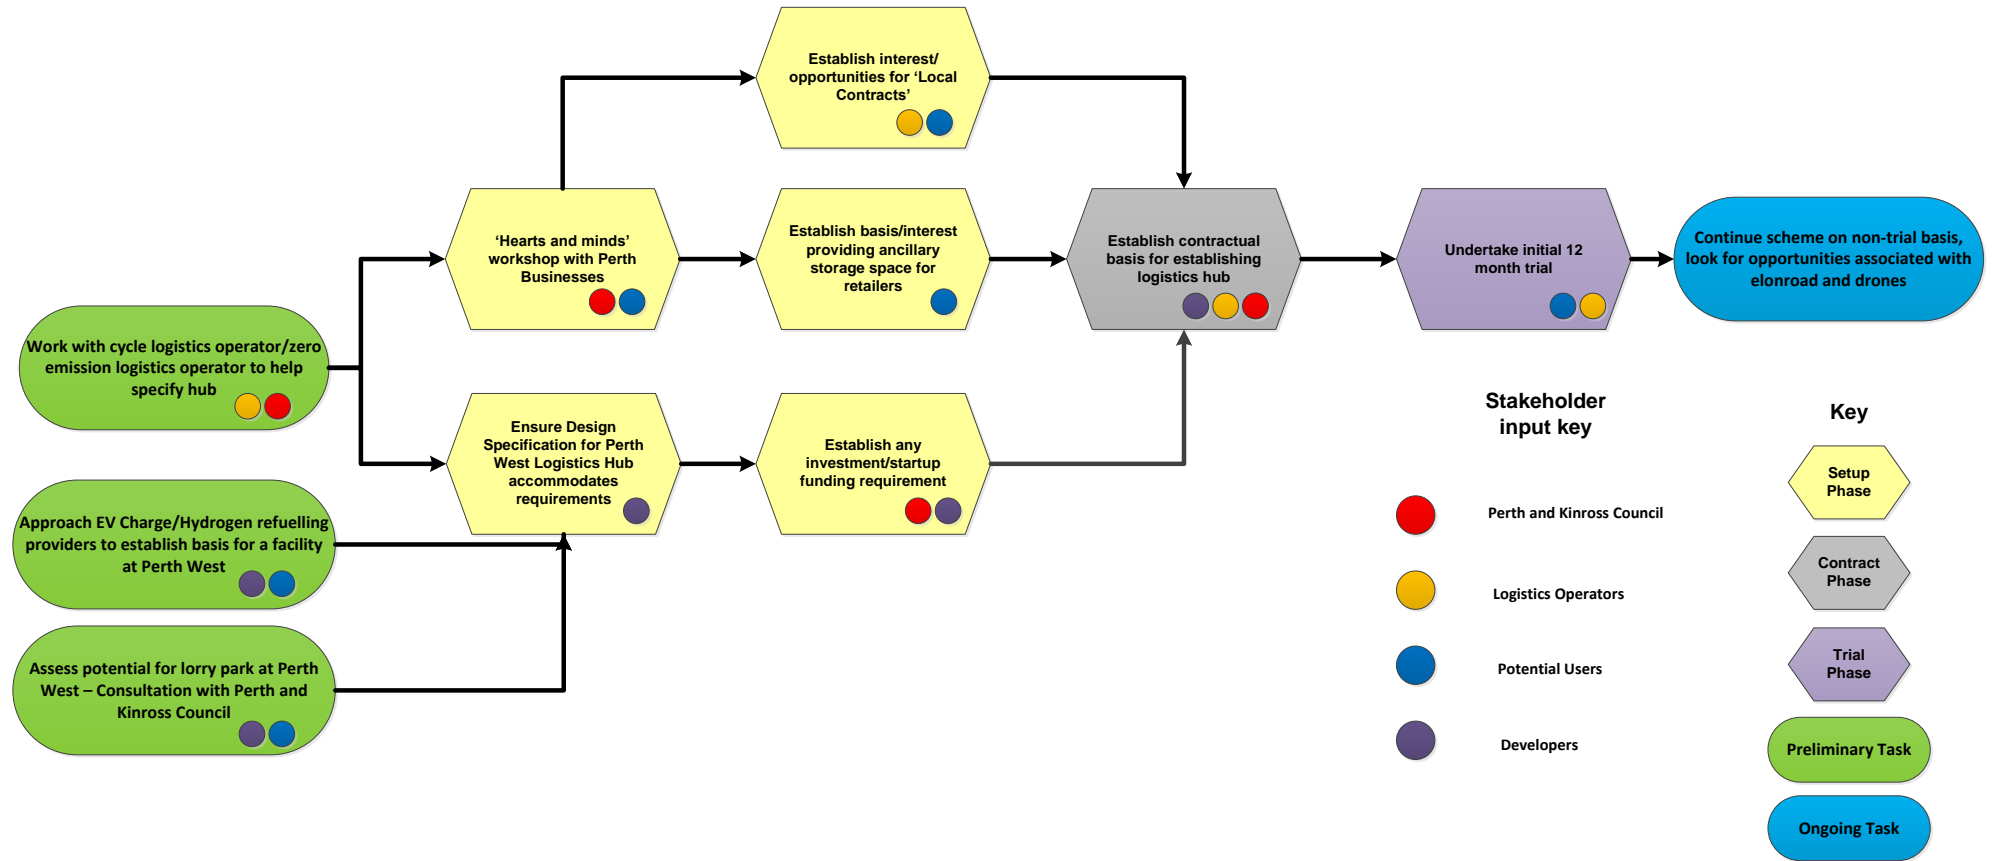 Establish interest/
opportunities for ‘Local
Contracts’
‘Hearts and minds’
workshop with Perth
Businesses
Establish basis/interest
providing ancillary
storage space for
retailers
Establish contractual
basis for establishing
logistics hub
Undertake initial 12
month trial
Continue scheme on non-trial basis,
look for opportunities associated with
elonroad and drones
Work with cycle logistics operator/zero
emission logistics operator to help
specify hub
Ensure Design
Specification for Perth
West Logistics Hub
accommodates
requirements
Establish any
investment/startup
funding requirement
Approach EV Charge/Hydrogen refuelling
providers to establish basis for a facility
at Perth West
Assess potential for lorry park at Perth
West – Consultation with Perth and
Kinross Council
Stakeholder
input key
Perth and Kinross Council
Logistics Operators
Potential Users
Developers
Key
Setup
Phase
Contract
Phase
Trial
Phase
Preliminary Task
Ongoing Task